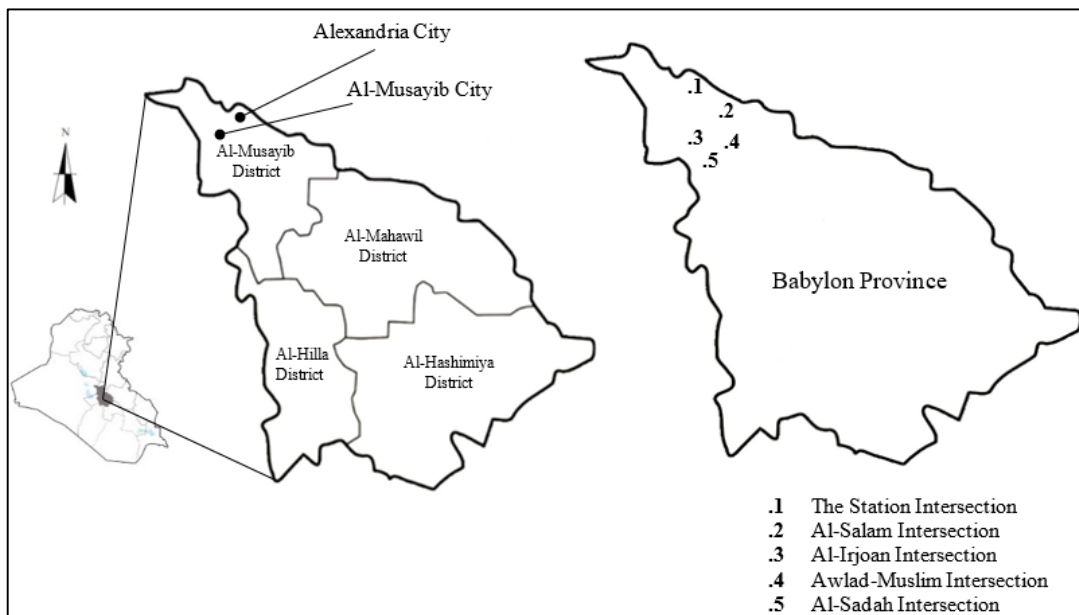 Alexandria City
Al-Musayib City
N
Al-Musayib
District
Al-Mahawil
District
Al-Hilla
District
Al-Hashimiya
District
.1
.2
.3
.4
.5
Babylon Province
.1 The Station Intersection
.2 Al-Salam Intersection
.3 Al-Irjoan Intersection
.4 Awlad-Muslim Intersection
.5 Al-Sadah Intersection